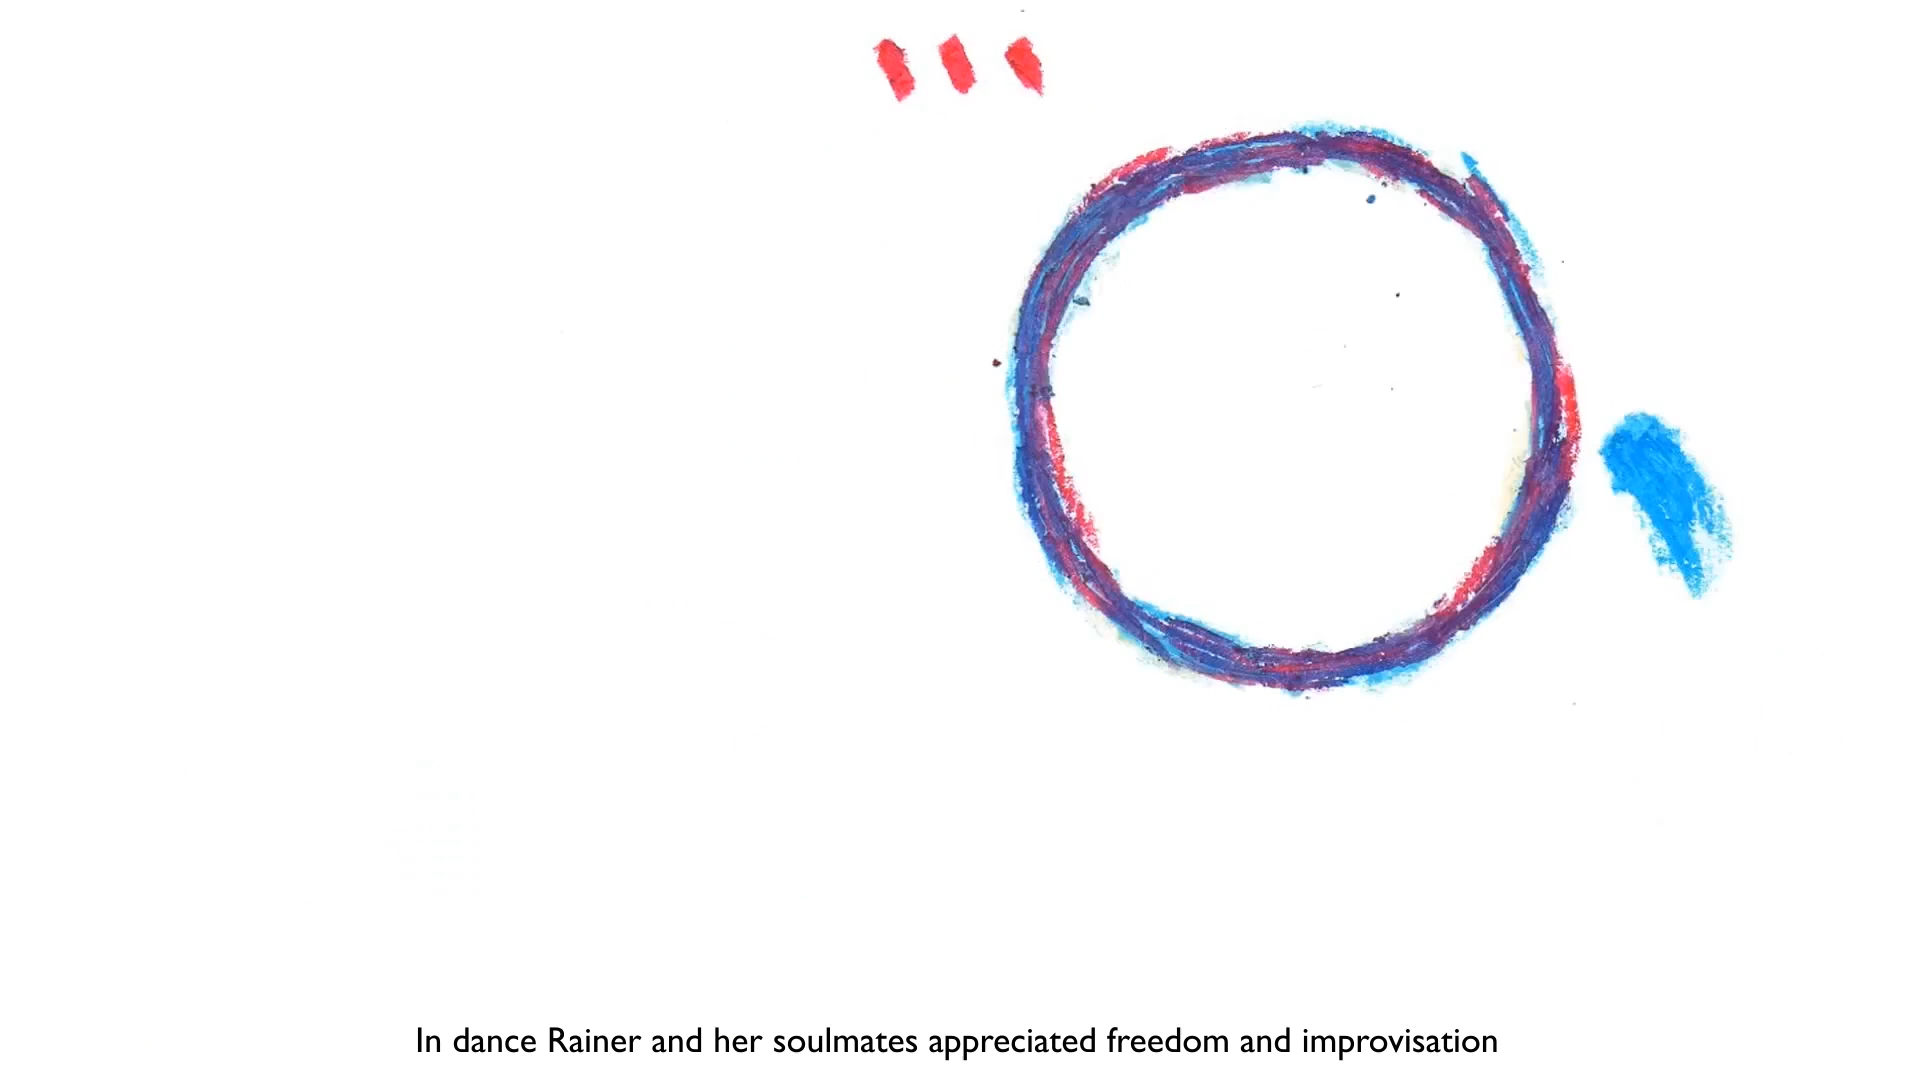 In dance Rainer and her soulmates appreciated freedom and improvisation